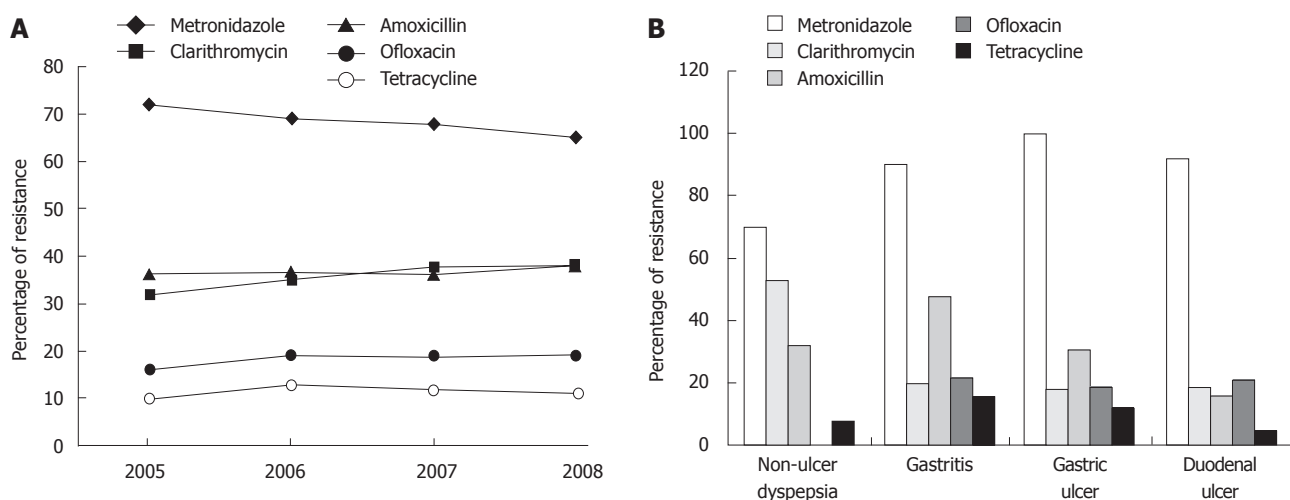 A
Metronidazole
Clarithromycin
Amoxicillin
Ofloxacin
Tetracycline
Percentage of resistance
80
70
60
50
40
30
20
10
0
2005 2006 2007 2008
B
Metronidazole
Clarithromycin
Amoxicillin
Ofloxacin
Tetracycline
Percentage of resistance
120
100
80
60
40
20
0
Non-ulcer
dyspepsia
Gastritis
Gastric
ulcer
Duodenal
ulcer